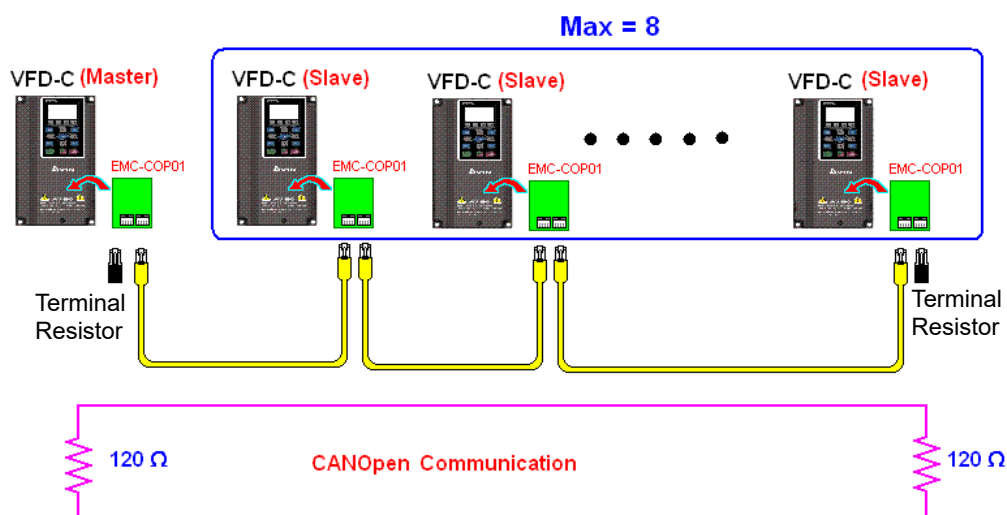 Max = 8
VFD-C (Master)
VFD-C (Slave)
VFD-C (Slave)
VFD-C (Slave)
EMC-COP01
EMC-COP01
EMC-COP01
EMC-COP01
Terminal
Resistor
Terminal
Resistor
120 Ω
CANOpen Communication
120 Ω